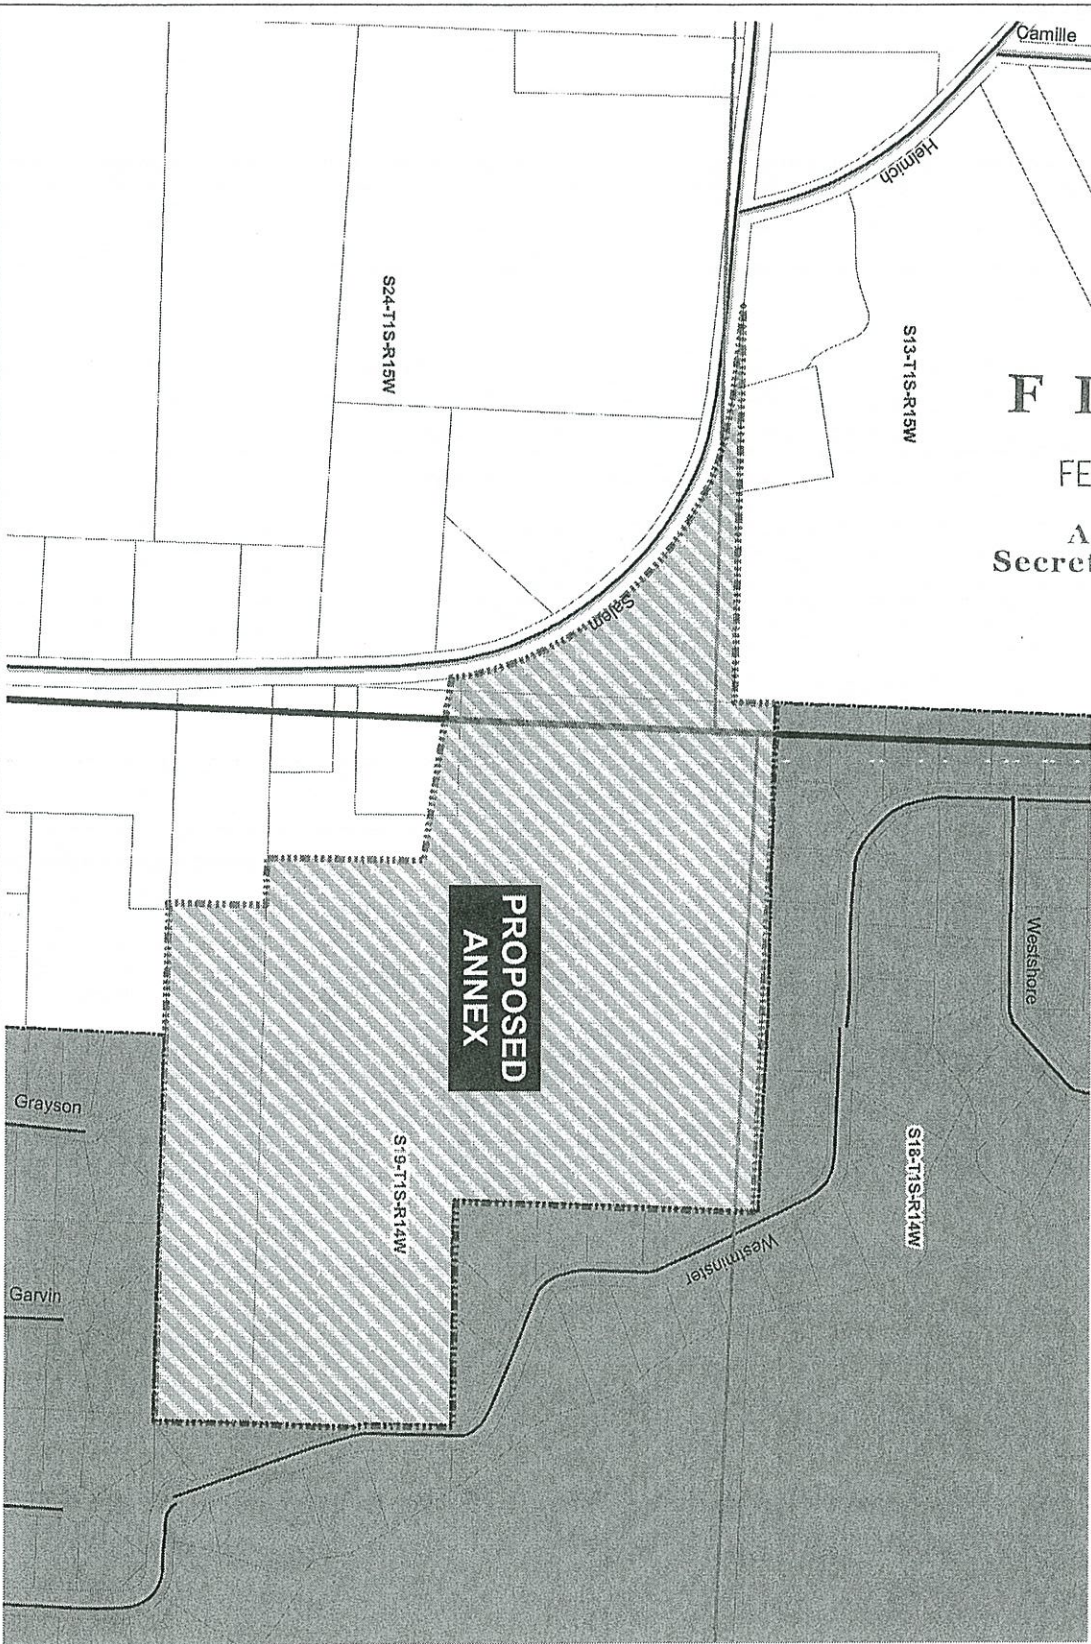 Camille
Helmich
S13-T1S-R15W
S24-T1S-R15W
F I
FE
A
Secret
Salem
Westshore
PROPOSED
ANNEX
S18-T1S-R14W
S19-T1S-R14W
Westminster
Grayson
Garvin